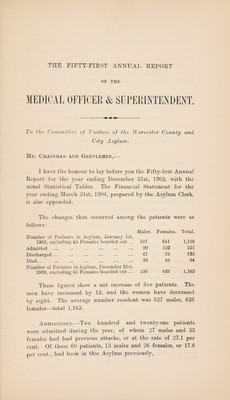 THE FIFTY-FIRST ANNUAL REPORT
OF THE
MEDICAL OFFICER & SUPERINTENDENT.
To the Committee of Visitors of the Worcester County and
City Asylum.
MR. CHAIRMAN AND GENTLEMEN,—
I have the honour to lay before you the Fifty-first Annual
Report for the year ending December 31st, 1903, with the
usual Statistical Tables. The Financial Statement for the
year ending March 31st, 1904, prepared by the Asylum Clerk,
is also appended.
The changes that occurred among the patients were as
follows:
Males. Females. Total.
Number of Patients in Asylum, January 1st,
1903, excluding 45 Females boarded out...
Admitted ... 99 122 221
Discharged ...
Died...
Number of Patients in Asylum, December 31st,
1903, excluding 45 Females boarded out... 530 633 1,163
These figures show a net increase of five patients. The
men have increased by 13, and the women have decreased
by eight. The average number resident was 527 males, 636
females—total 1,163.
ADMISSIONS.—Two hundred and twenty-one patients
were admitted during the year, of whom 27 males and 33
females had had previous attacks, or at the rate of 27.1 per
cent. Of these 60 patients, 13 males and 26 females, or 17.6
per cent., had been in this Asylum previously,